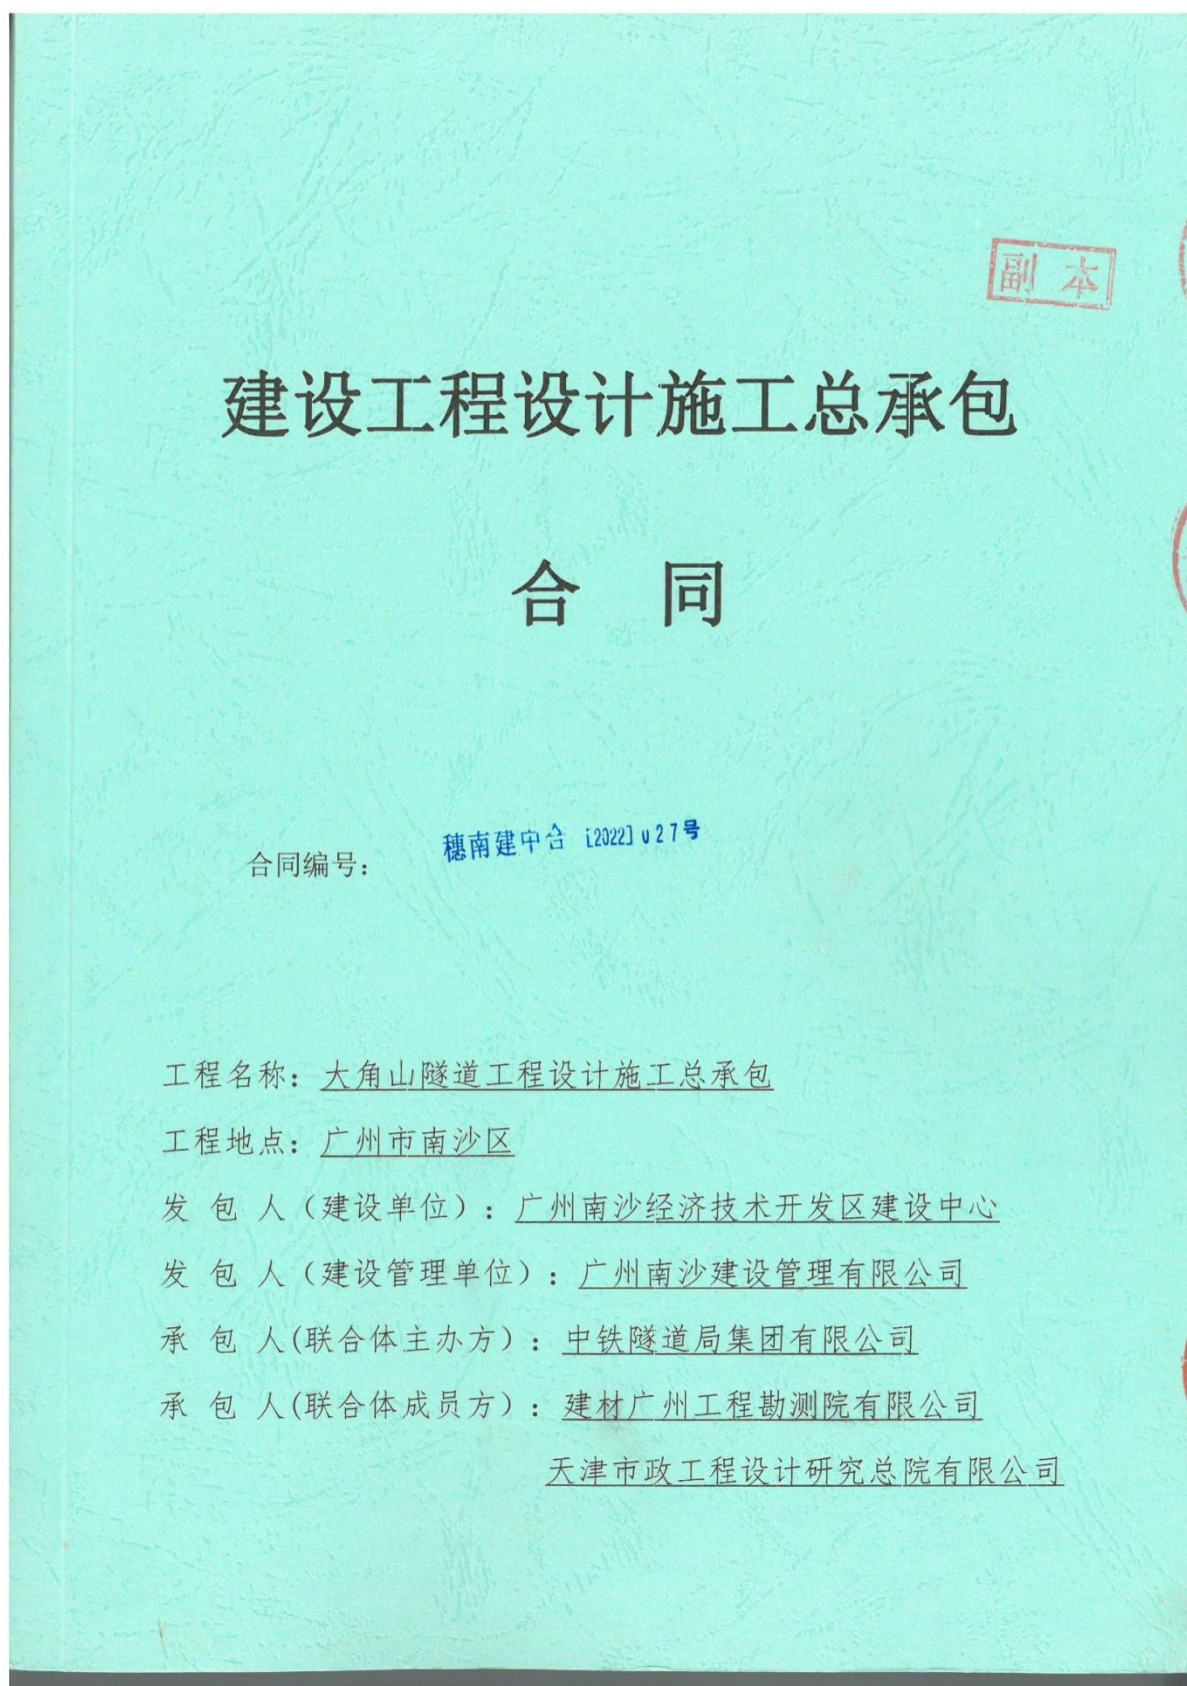 副 本
建设工程设计施工总承包
合 同
合同编号: 穗南建中合 [2022] 027号
工程名称: 大角山隧道工程设计施工总承包
工程地点: 广州市南沙区
发 包 人（建设单位）: 广州南沙经济技术开发区建设中心
发 包 人（建设管理单位）: 广州南沙建设管理有限公司
承 包 人(联合体主办方）: 中铁隧道局集团有限公司
承 包 人(联合体成员方）: 建材广州工程勘测院有限公司
天津市政工程设计研究总院有限公司